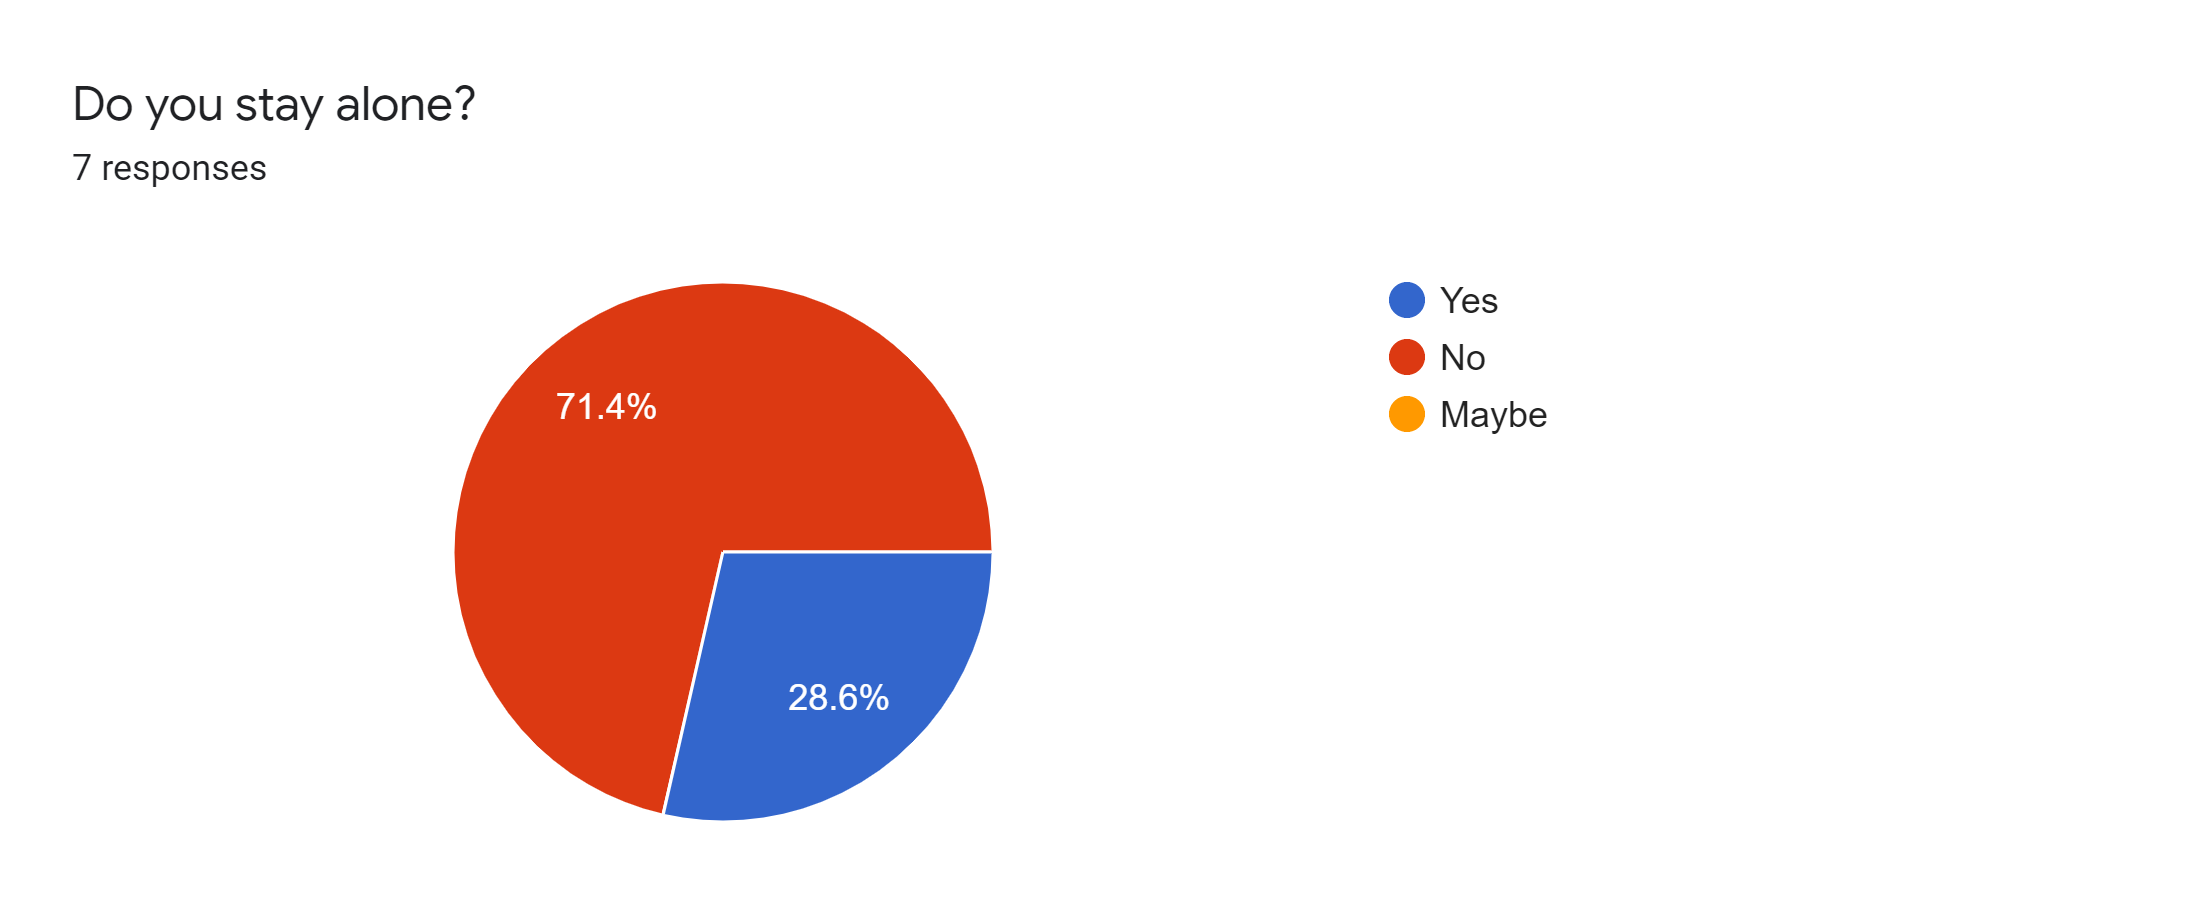 Do you stay alone?
7 responses
71.4%
28.6%
Yes
No
Maybe